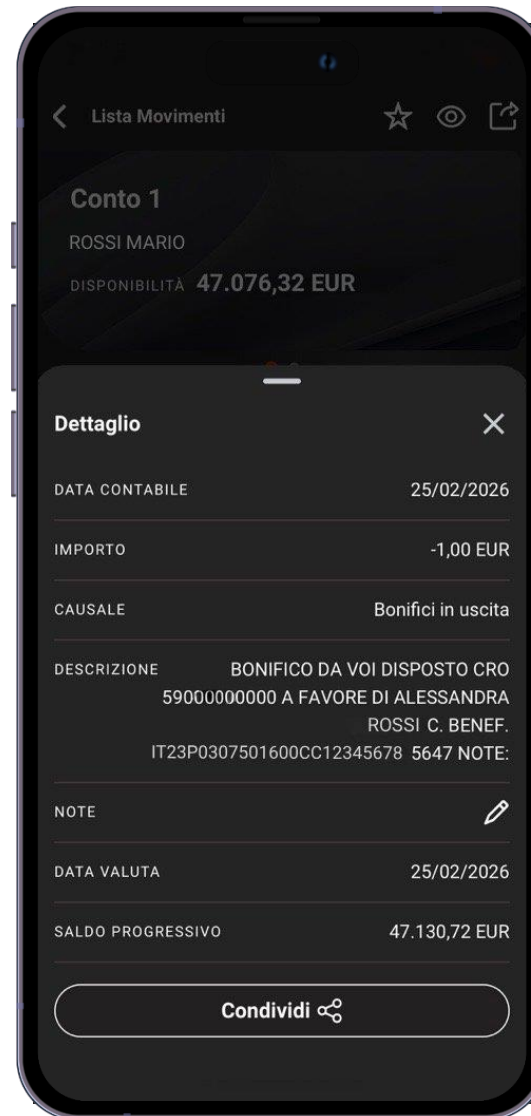 Lista Movimenti
Conto 1
ROSSI MARIO
DISPONIBILITÀ 47.076,32 EUR
Dettaglio
DATA CONTABILE 25/02/2026
IMPORTO -1,00 EUR
CAUSALE Bonifici in uscita
DESCRIZIONE BONIFICO DA VOI DISPOSTO CRO
59000000000 A FAVORE DI ALESSANDRA
ROSSI C. BENEF.
IT23P0307501600CC12345678 5647 NOTE:
NOTE
DATA VALUTA 25/02/2026
SALDO PROGRESSIVO 47.130,72 EUR
Condividi